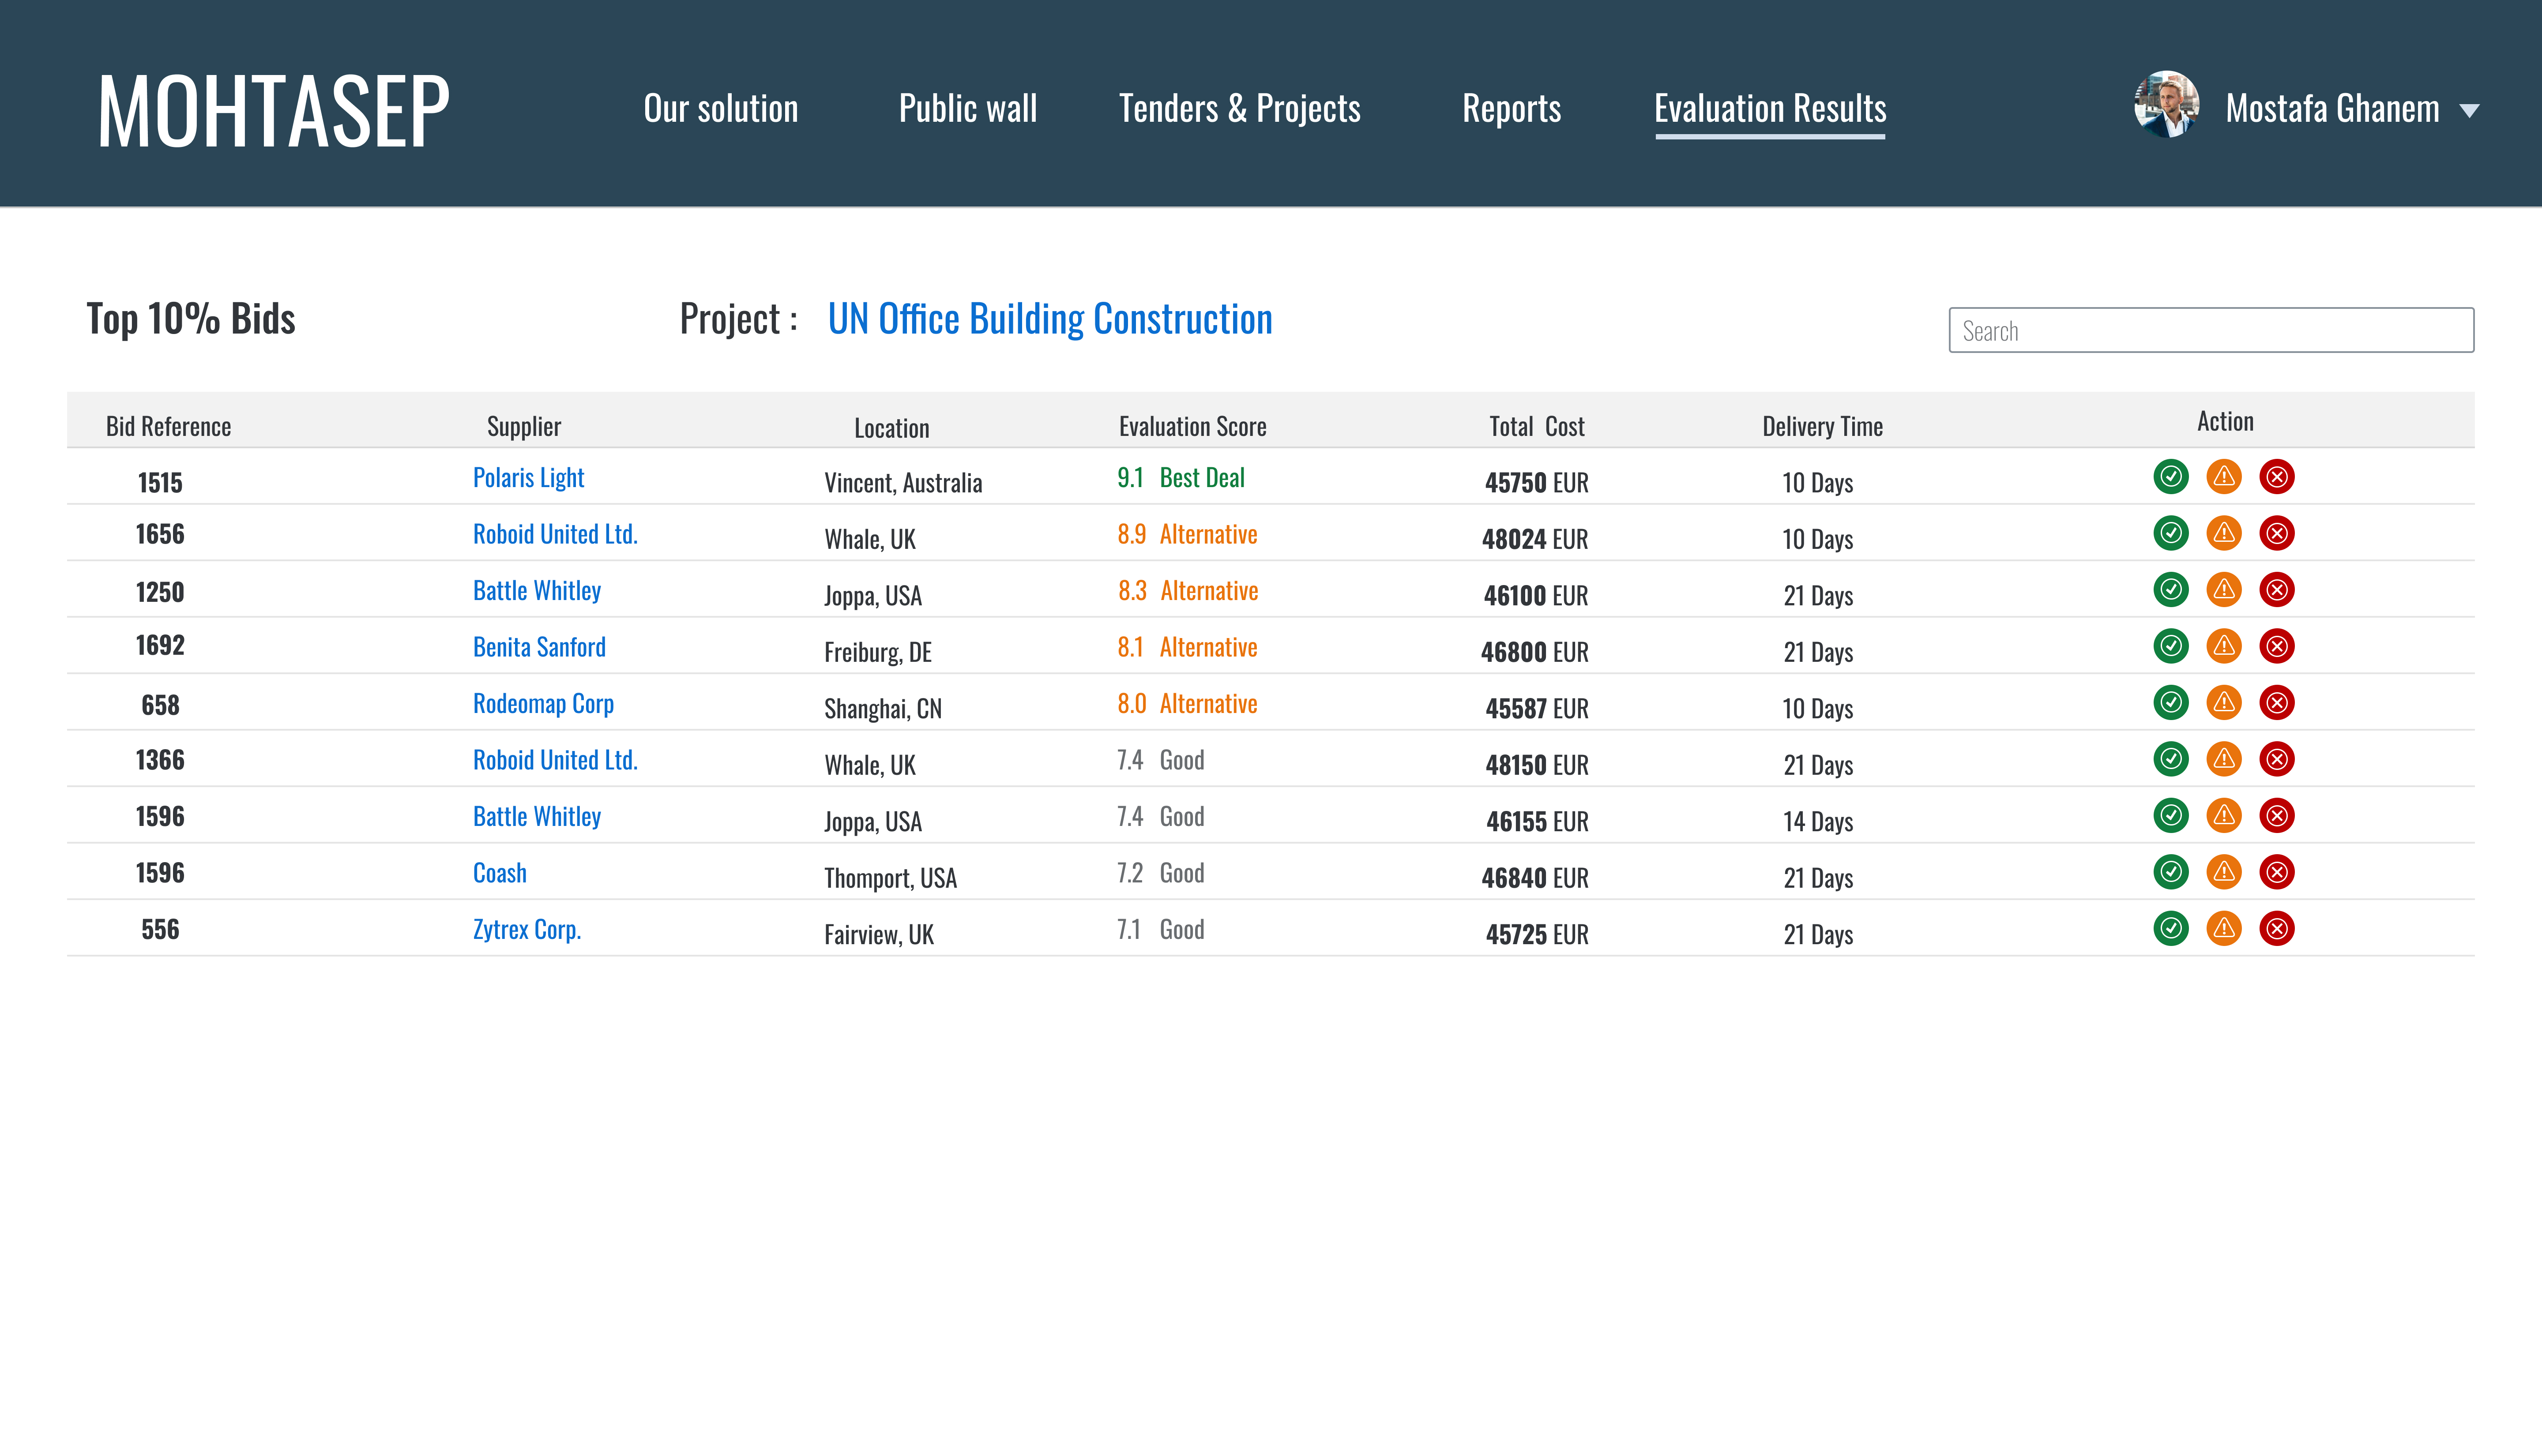 MOHTASEP Our solution Public wall Tenders & Projects Reports Evaluation Results Mostafa Ghanem
Top 10% Bids Project : UN Office Building Construction Search
Bid Reference Supplier Location Evaluation Score Total Cost Delivery Time Action
1515 Polaris Light Vincent, Australia 9.1 Best Deal 45750 EUR 10 Days
1656 Roboid United Ltd. Whale, UK 8.9 Alternative 48024 EUR 10 Days
1250 Battle Whitley Joppa, USA 8.3 Alternative 46100 EUR 21 Days
1692 Benita Sanford Freiburg, DE 8.1 Alternative 46800 EUR 21 Days
658 Rodeomap Corp Shanghai, CN 8.0 Alternative 45587 EUR 10 Days
1366 Roboid United Ltd. Whale, UK 7.4 Good 48150 EUR 21 Days
1596 Battle Whitley Joppa, USA 7.4 Good 46155 EUR 14 Days
1596 Coash Thomport, USA 7.2 Good 46840 EUR 21 Days
556 Zytrex Corp. Fairview, UK 7.1 Good 45725 EUR 21 Days